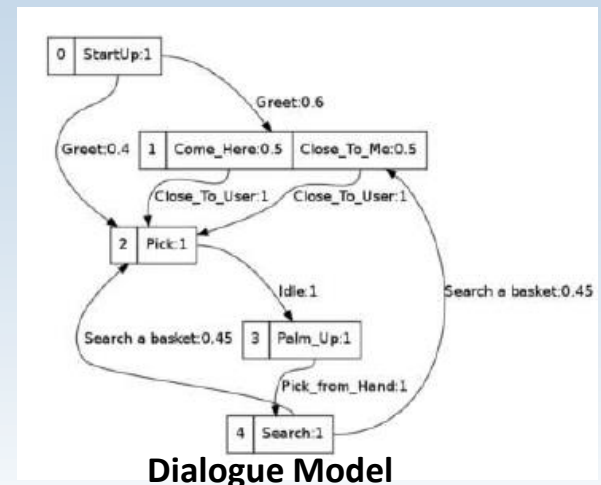 0 StartUp:1
Greet:0.6
Greet:0.4
1 Come_Here:0.5 Close_To_Me:0.5
Close_To_User:1 Close_To_User:1
2 Pick:1
Idle:1
Search a basket:0.45
Search a basket:0.45 3 Palm_Up:1
Pick_from_Hand:1
4 Search:1
Dialogue Model